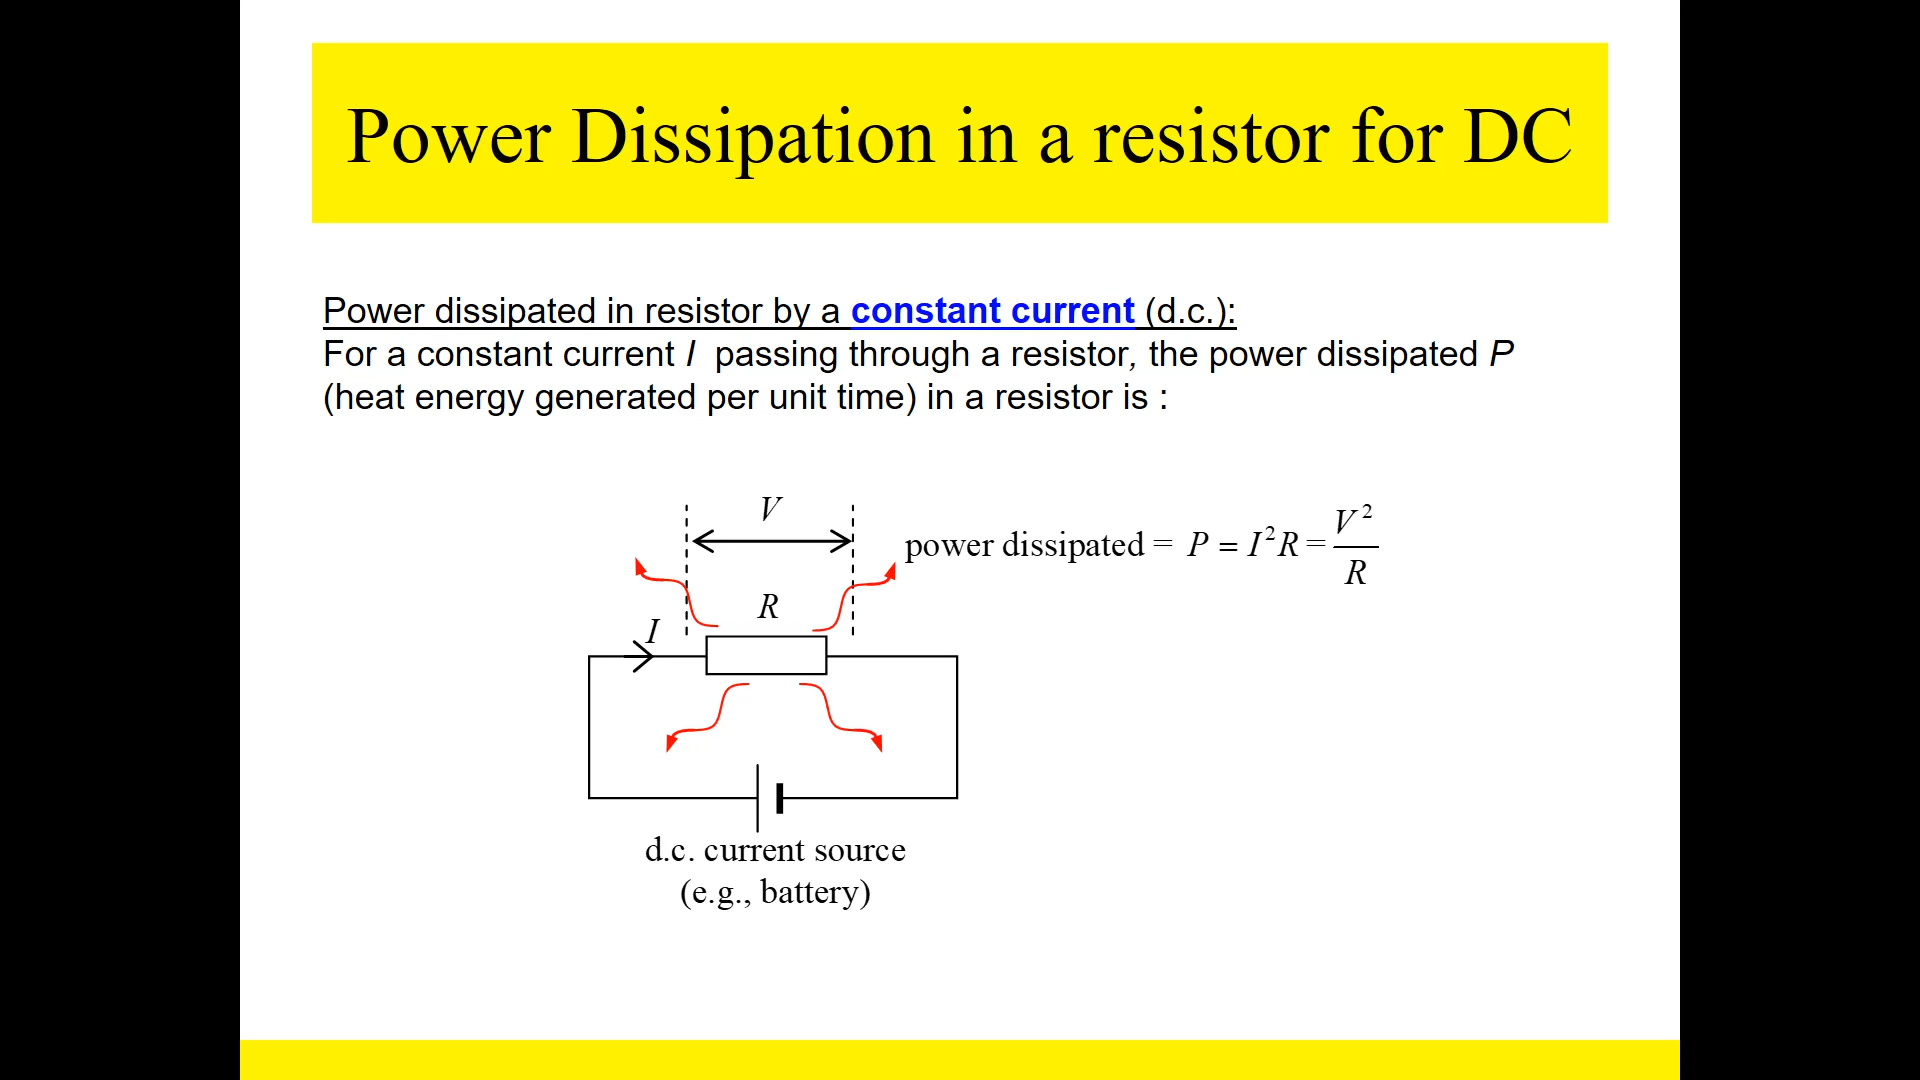 Power Dissipation in a resistor for DC
Power dissipated in resistor by a constant current (d.c.):
For a constant current I passing through a resistor, the power dissipated P
(heat energy generated per unit time) in a resistor is :
V
power dissipated = P = I²R = V²/R
R
I
d.c. current source
(e.g., battery)